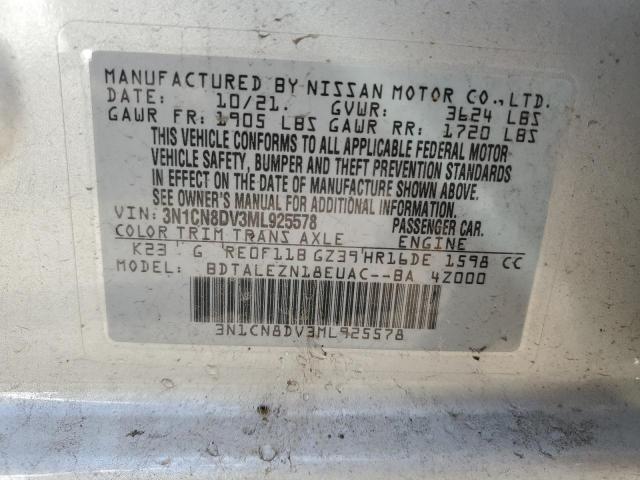 MANUFACTURED BY NISSAN MOTOR CO.,LTD.
DATE: 10/21. GVWR: 3624 LBS
GAWR FR: 1905 LBS GAWR RR: 1720 LBS
THIS VEHICLE CONFORMS TO ALL APPLICABLE FEDERAL MOTOR
VEHICLE SAFETY, BUMPER AND THEFT PREVENTION STANDARDS
IN EFFECT ON THE DATE OF MANUFACTURE SHOWN ABOVE.
SEE OWNER'S MANUAL FOR ADDITIONAL INFORMATION.
VIN: 3N1CN8DV3ML925578 PASSENGER CAR.
COLOR TRIM TRANS AXLE ENGINE
K23 G RE0F11B GZ39 HR16DE 1598 CC
MODEL: BDTALEZN18EUAC--BA 4Z000
3N1CN8DV3ML925578